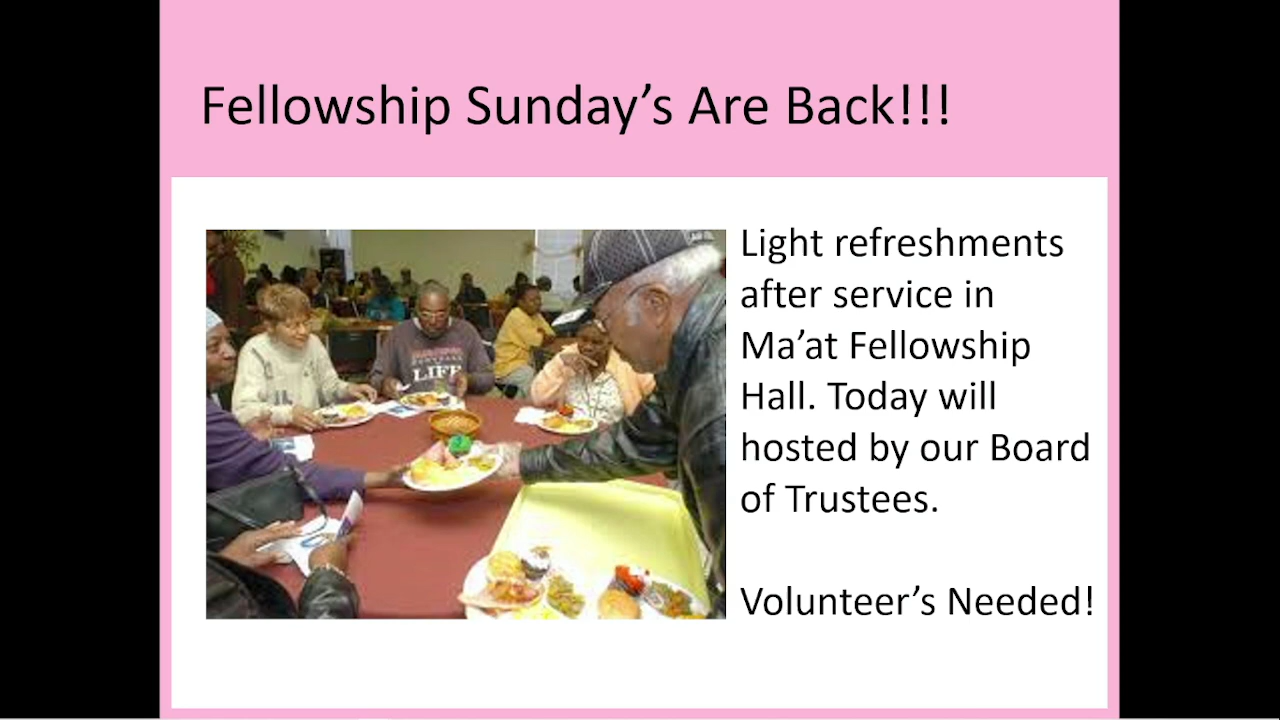 Fellowship Sunday’s Are Back!!!
Light refreshments
after service in
Ma’at Fellowship
Hall. Today will
hosted by our Board
of Trustees.
Volunteer’s Needed!
LIFE